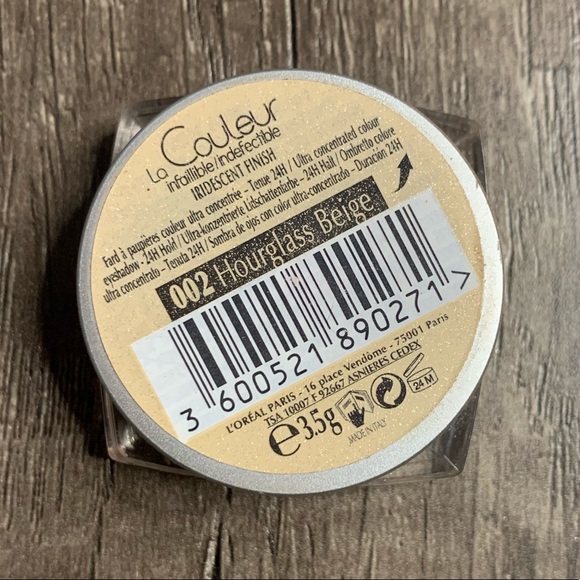 La Couleur
infaillible/indefectible
IRIDESCENT FINISH
Fard à paupières couleur ultra concentrée - Tenue 24H / Ultra concentrated colour
eyeshadow - 24H Hold / Ultra-konzentrierte Lidschattenfarbe - 24H Halt / Ombretto colore
ultra concentrato - Tenuta 24H / Sombra de ojos con color ultra-concentrado - Duración 24H
002 Hourglass Beige
3 600521 890271 >
L'ORÉAL PARIS - 16 place Vendôme - 75001 Paris
TSA 10007 F 92667 ASNIERES CEDEX
e 3.5g
24 M
MADE IN ITALY